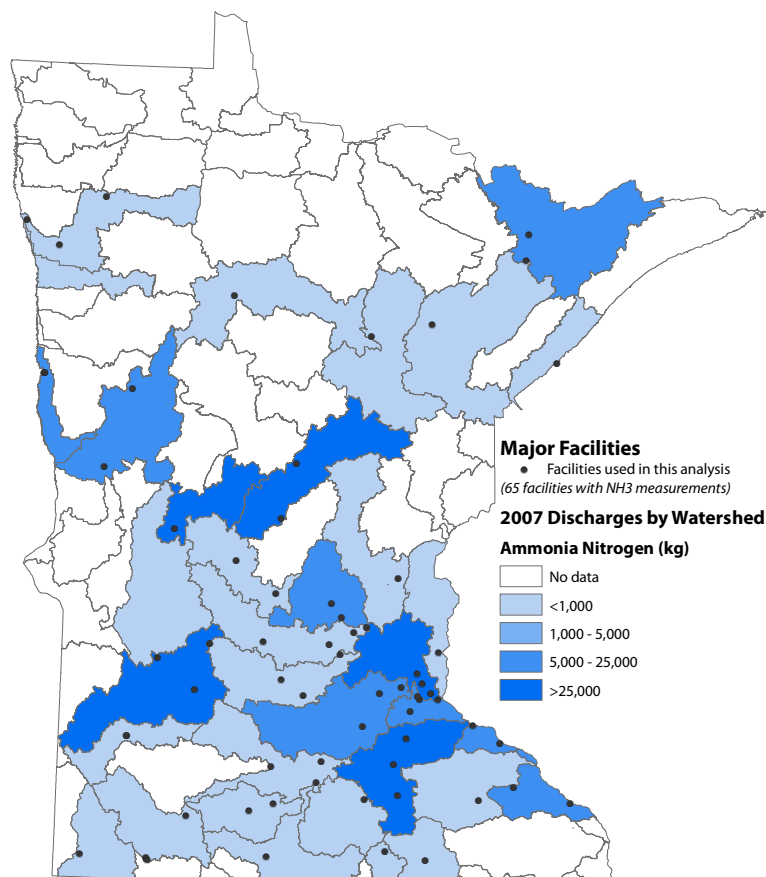 Major Facilities
Facilities used in this analysis
(65 facilities with NH3 measurements)
2007 Discharges by Watershed
Ammonia Nitrogen (kg)
No data
<1,000
1,000 - 5,000
5,000 - 25,000
>25,000